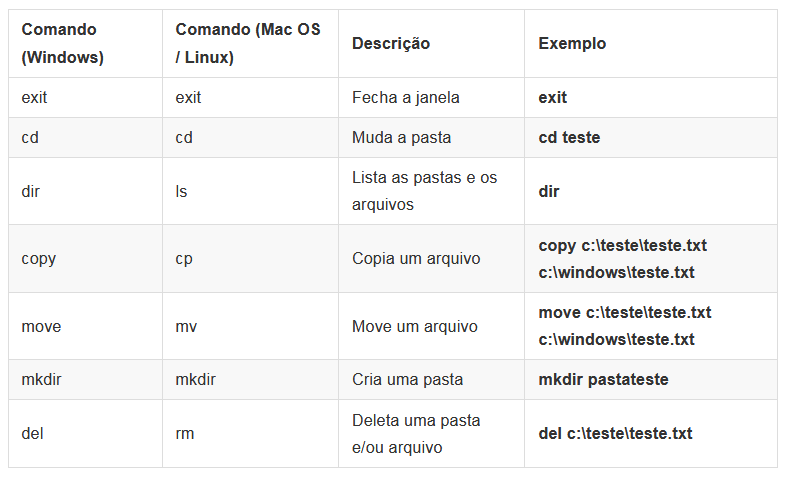 Comando (Windows)
Comando (Mac OS / Linux)
Descrição
Exemplo
exit
exit
Fecha a janela
exit
cd
cd
Muda a pasta
cd teste
dir
ls
Lista as pastas e os
arquivos
dir
copy
cp
Copia um arquivo
copy c:\teste\teste.txt
c:\windows\teste.txt
move
mv
Move um arquivo
move c:\teste\teste.txt
c:\windows\teste.txt
mkdir
mkdir
Cria uma pasta
mkdir pastateste
del
rm
Deleta uma pasta
e/ou arquivo
del c:\teste\teste.txt